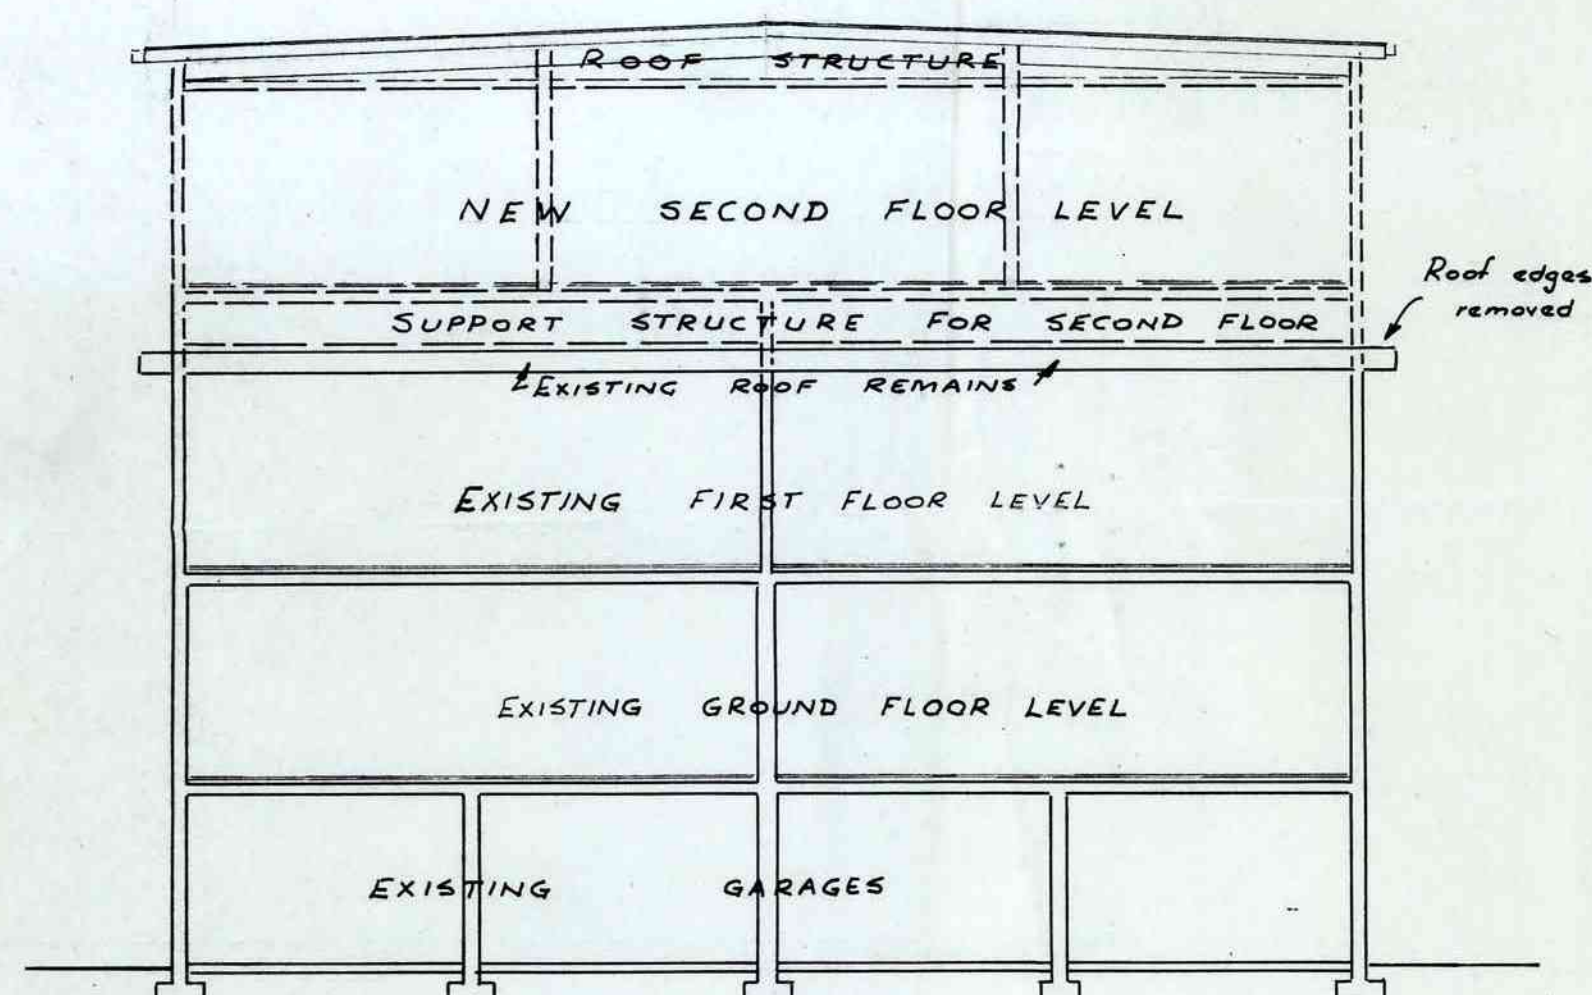 ROOF STRUCTURE
NEW SECOND FLOOR LEVEL
Roof edges
removed
SUPPORT STRUCTURE FOR SECOND FLOOR
EXISTING ROOF REMAINS
EXISTING FIRST FLOOR LEVEL
EXISTING GROUND FLOOR LEVEL
EXISTING GARAGES